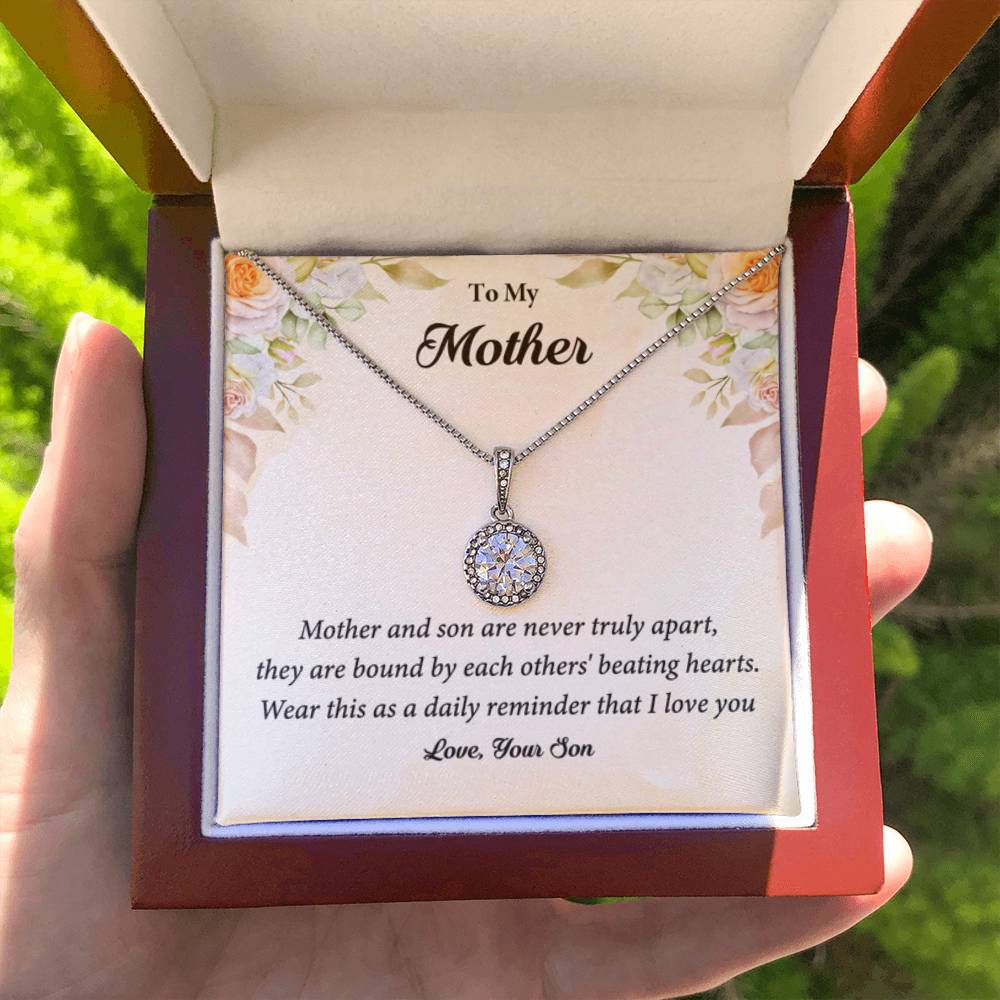 To My
Mother
Mother and son are never truly apart,
they are bound by each others' beating hearts.
Wear this as a daily reminder that I love you
Love, Your Son